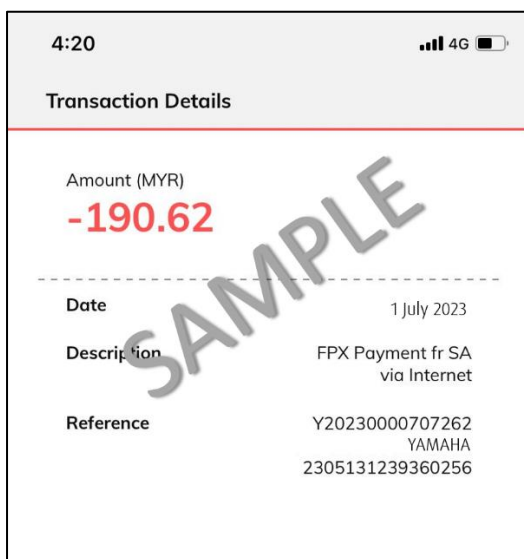 4:20 4G
Transaction Details
Amount (MYR)
-190.62
SAMPLE
Date 1 July 2023
Description FPX Payment fr SA
via Internet
Reference Y20230000707262
YAMAHA
2305131239360256